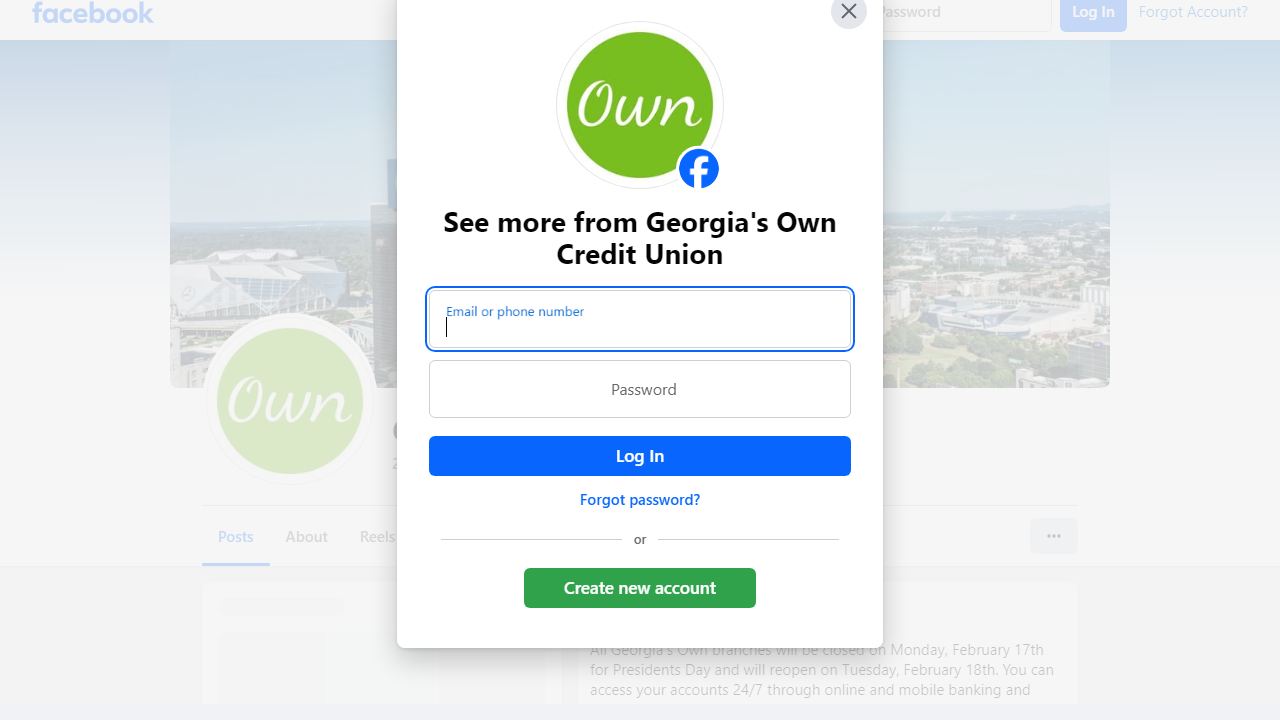 facebook
Password
Log In
Forgot Account?
Own
See more from Georgia's Own
Credit Union
Email or phone number
Password
Log In
Forgot password?
or
Create new account
Own
Posts
About
Reels
All Georgia's Own branches will be closed on Monday, February 17th
for Presidents Day and will reopen on Tuesday, February 18th. You can
access your accounts 24/7 through online and mobile banking and